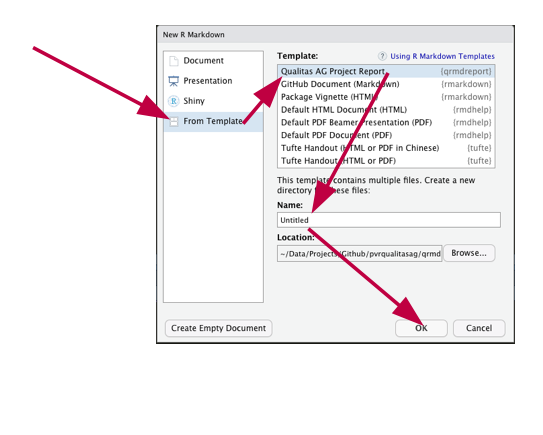 New R Markdown
Document
Presentation
Shiny
From Template
Template:
? Using R Markdown Templates
Qualitas AG Project Report {qrmdreport}
GitHub Document (Markdown) {rmarkdown}
Package Vignette (HTML) {rmarkdown}
Default HTML Document (HTML) {rmdhelp}
Default PDF Beamer Presentation (PDF) {rmdhelp}
Default PDF Document (PDF) {rmdhelp}
Tufte Handout (HTML or PDF in Chinese) {tufte}
Tufte Handout (HTML or PDF) {tufte}
This template contains multiple files. Create a new
directory for these files:
Name:
Untitled
Location:
~/Data/Projects/Github/pvrqualitasag/qrmd
Browse...
Create Empty Document
OK
Cancel